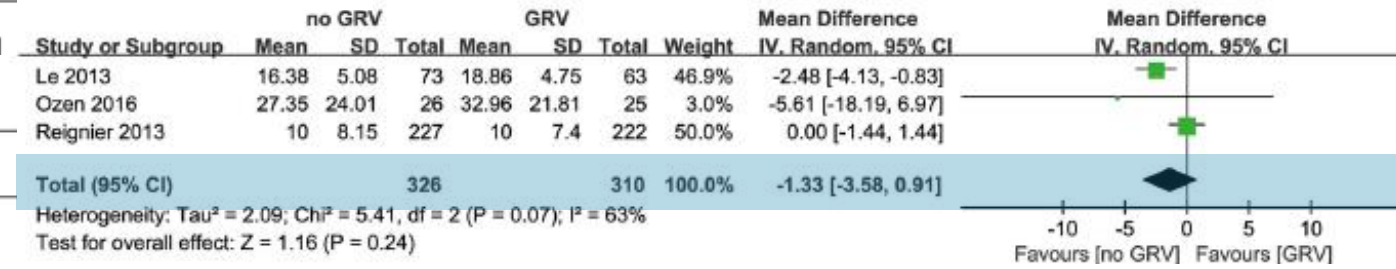 no GRV GRV Mean Difference Mean Difference
Study or Subgroup Mean SD Total Mean SD Total Weight IV, Random, 95% CI IV, Random, 95% CI
Le 2013 16.38 5.08 73 18.86 4.75 63 46.9% -2.48 [-4.13, -0.83]
Ozen 2016 27.35 24.01 26 32.96 21.81 25 3.0% -5.61 [-18.19, 6.97]
Reignier 2013 10 8.15 227 10 7.4 222 50.0% 0.00 [-1.44, 1.44]
Total (95% CI) 326 310 100.0% -1.33 [-3.58, 0.91]
Heterogeneity: Tau² = 2.09; Chi² = 5.41, df = 2 (P = 0.07); I² = 63%
-10 -5 0 5 10
Test for overall effect: Z = 1.16 (P = 0.24)
Favours [no GRV] Favours [GRV]